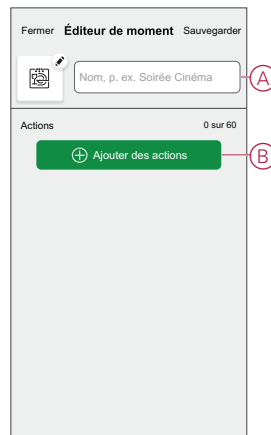 Fermer Éditeur de moment Sauvegarder
Nom, p. ex. Soirée Cinéma
A
Actions 0 sur 60
Ajouter des actions
B